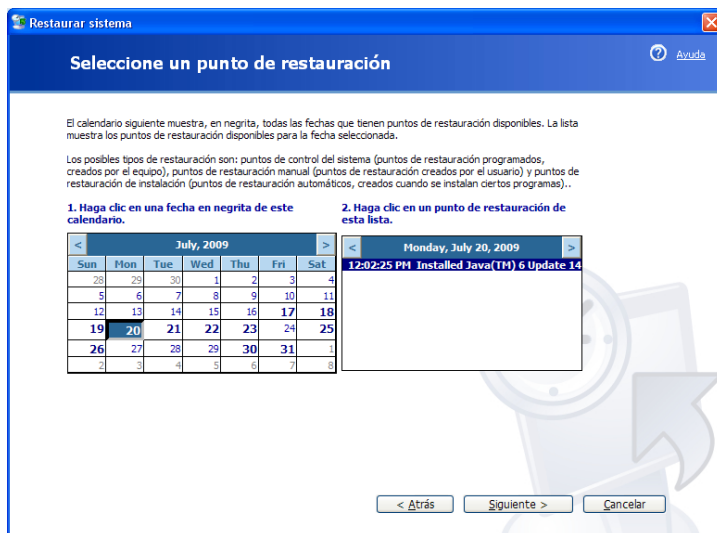 Restaurar sistema
Seleccione un punto de restauración
Ayuda
El calendario siguiente muestra, en negrita, todas las fechas que tienen puntos de restauración disponibles. La lista
muestra los puntos de restauración disponibles para la fecha seleccionada.
Los posibles tipos de restauración son: puntos de control del sistema (puntos de restauración programados,
creados por el equipo), puntos de restauración manual (puntos de restauración creados por el usuario) y puntos de
restauración de instalación (puntos de restauración automáticos, creados cuando se instalan ciertos programas)..
1. Haga clic en una fecha en negrita de este
calendario.
< July, 2009 >
Sun Mon Tue Wed Thu Fri Sat
28 29 30 1 2 3 4
5 6 7 8 9 10 11
12 13 14 15 16 17 18
19 20 21 22 23 24 25
26 27 28 29 30 31 1
2 3 4 5 6 7 8
2. Haga clic en un punto de restauración de
esta lista.
< Monday, July 20, 2009 >
12:02:25 PM Installed Java(TM) 6 Update 14
< Atrás
Siguiente >
Cancelar